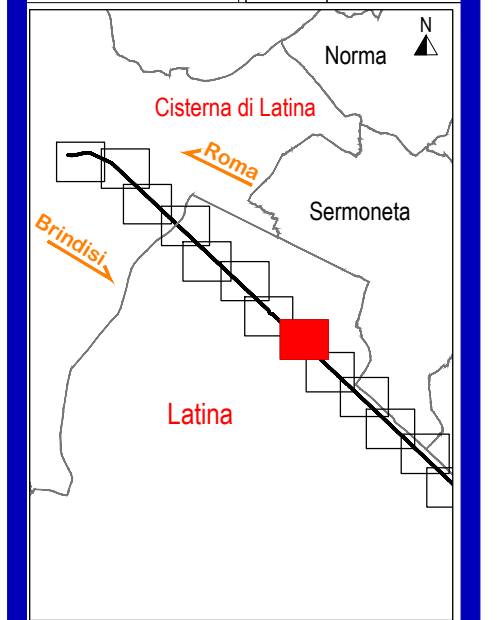 N
Norma
Cisterna di Latina
Roma
Sermoneta
Brindisi
Latina